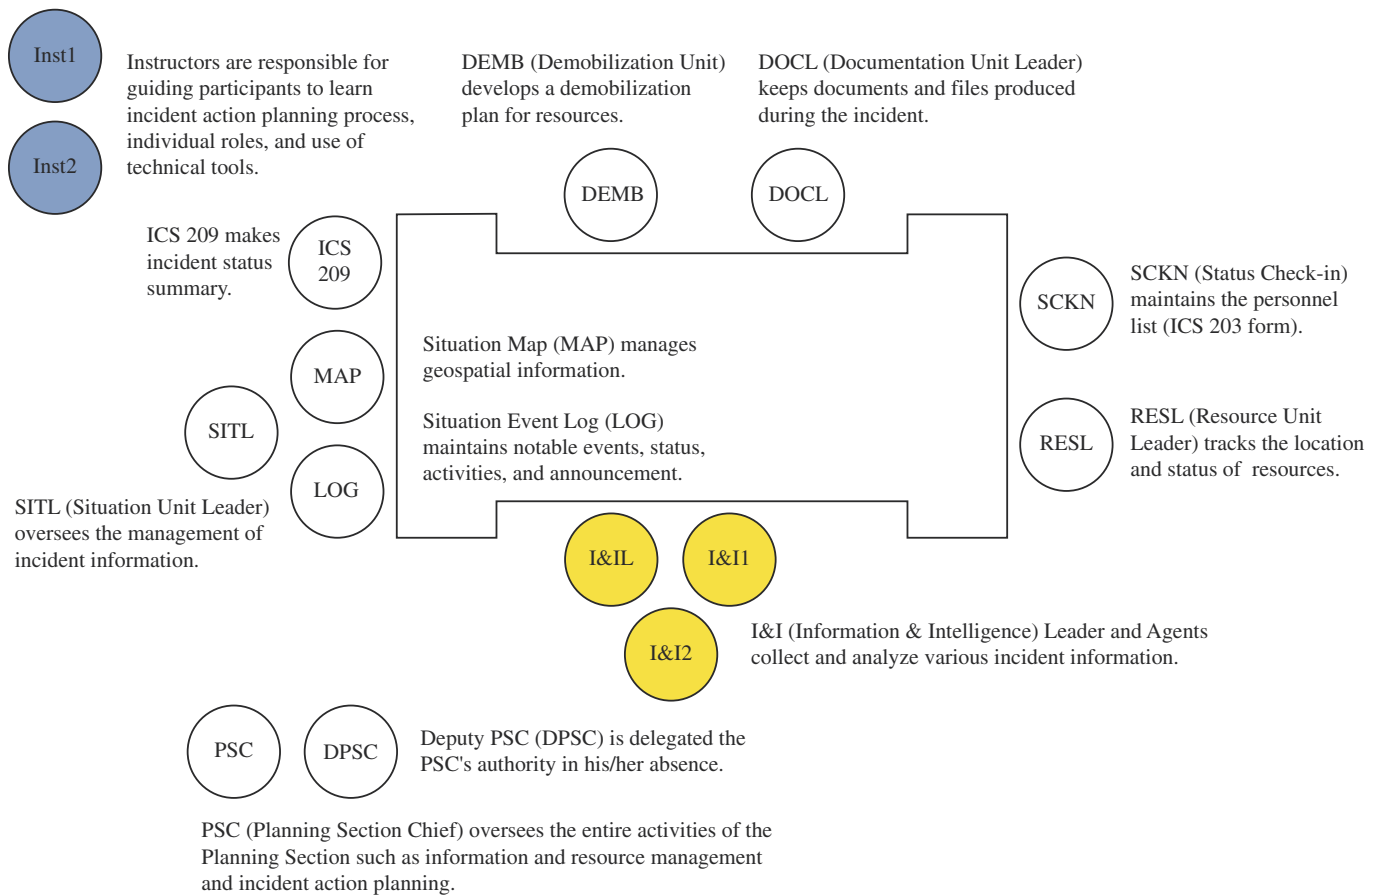 Inst1
Inst2
Instructors are responsible for
guiding participants to learn
incident action planning process,
individual roles, and use of
technical tools.
DEMB (Demobilization Unit)
develops a demobilization
plan for resources.
DOCL (Documentation Unit Leader)
keeps documents and files produced
during the incident.
DEMB
DOCL
ICS 209 makes
incident status
summary.
ICS
209
SCKN
SCKN (Status Check-in)
maintains the personnel
list (ICS 203 form).
MAP
Situation Map (MAP) manages
geospatial information.
SITL
LOG
Situation Event Log (LOG)
maintains notable events, status,
activities, and announcement.
RESL
RESL (Resource Unit
Leader) tracks the location
and status of  resources.
SITL (Situation Unit Leader)
oversees the management of
incident information.
I&IL
I&I1
I&I2
I&I (Information & Intelligence) Leader and Agents
collect and analyze various incident information.
PSC
DPSC
Deputy PSC (DPSC) is delegated the
PSC's authority in his/her absence.
PSC (Planning Section Chief) oversees the entire activities of the
Planning Section such as information and resource management
and incident action planning.